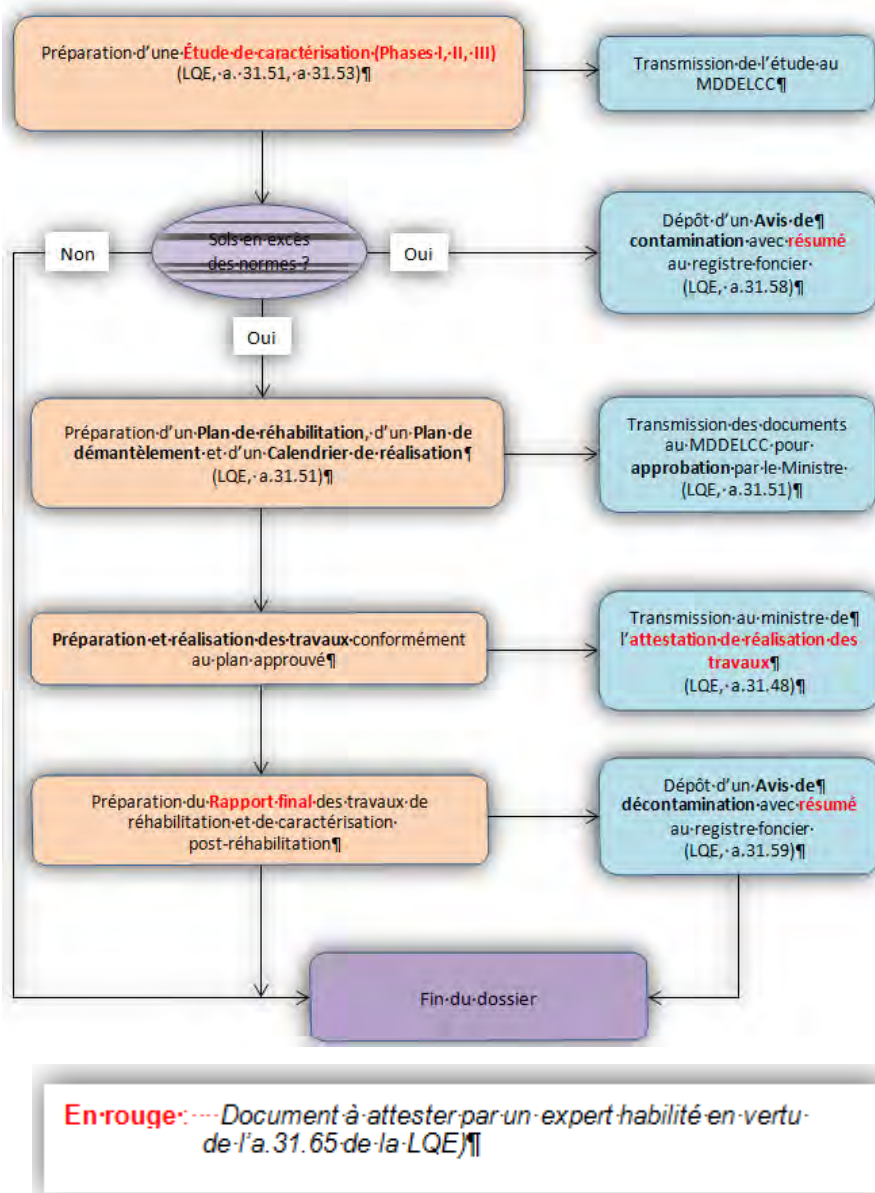 Préparation·d'une·Étude·de·caractérisation·(Phases·I,·II,·III)
(LQE,·a.·31.51,·a·31.53)¶
Transmission·de·l'étude·au
MDDELCC¶
Sols·en·excès
des·normes·?
Non
Oui
Dépôt·d'un·Avis·de¶
contamination·avec·résumé
au·registre·foncier·
(LQE,·a.31.58)¶
Oui
Préparation·d'un·Plan·de·réhabilitation,·d'un·Plan·de
démantèlement·et·d'un·Calendrier·de·réalisation¶
(LQE,·a.31.51)¶
Transmission·des·documents
au·MDDELCC·pour·
approbation·par·le·Ministre·
(LQE,·a.31.51)¶
Préparation·et·réalisation·des·travaux·conformément
au·plan·approuvé¶
Transmission·au·ministre·de¶
l'attestation·de·réalisation·des
travaux¶
(LQE,·a.31.48)¶
Préparation·du·Rapport·final·des·travaux·de
réhabilitation·et·de·caractérisation·
post-réhabilitation¶
Dépôt·d'un·Avis·de¶
décontamination·avec·résumé
au·registre·foncier·
(LQE,·a.31.59)¶
Fin·du·dossier
En·rouge·:····Document·à·attester·par·un·expert·habilité·en·vertu·
de·l'a.31.65·de·la·LQE)¶